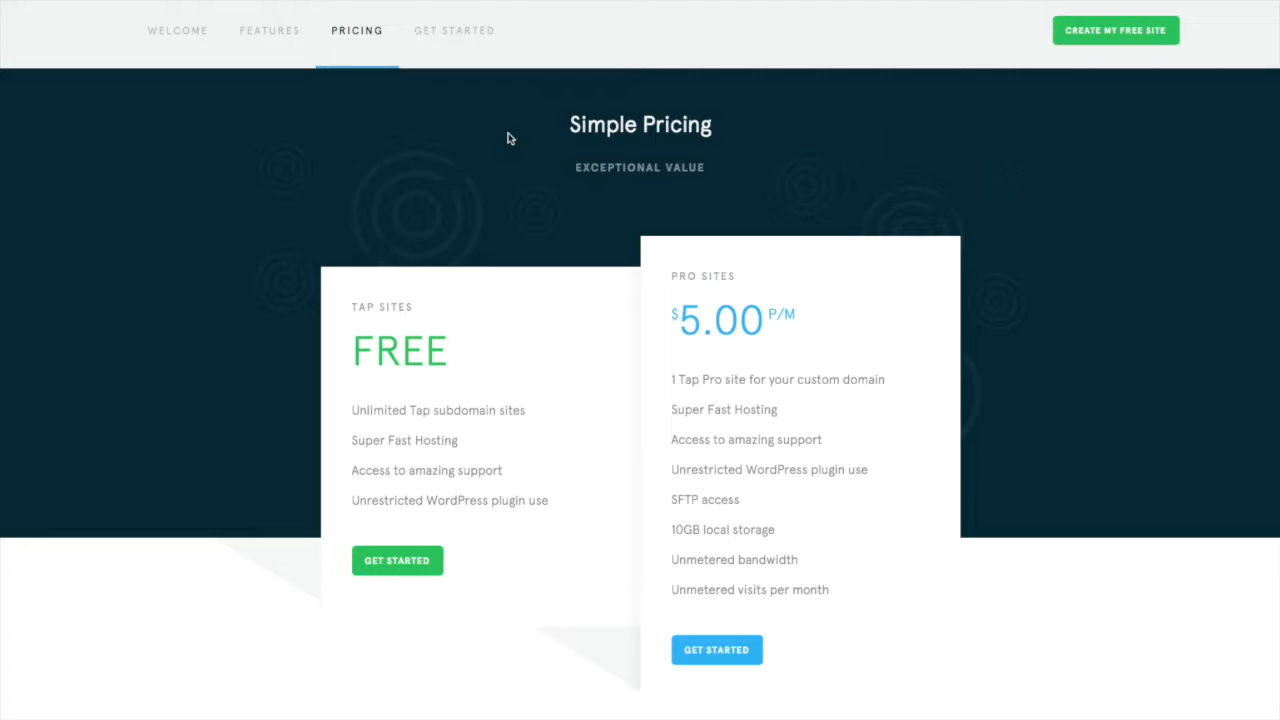 WELCOME
FEATURES
PRICING
GET STARTED
CREATE MY FREE SITE
Simple Pricing
EXCEPTIONAL VALUE
TAP SITES
FREE
Unlimited Tap subdomain sites
Super Fast Hosting
Access to amazing support
Unrestricted WordPress plugin use
GET STARTED
PRO SITES
$5.00 P/M
1 Tap Pro site for your custom domain
Super Fast Hosting
Access to amazing support
Unrestricted WordPress plugin use
SFTP access
10GB local storage
Unmetered bandwidth
Unmetered visits per month
GET STARTED